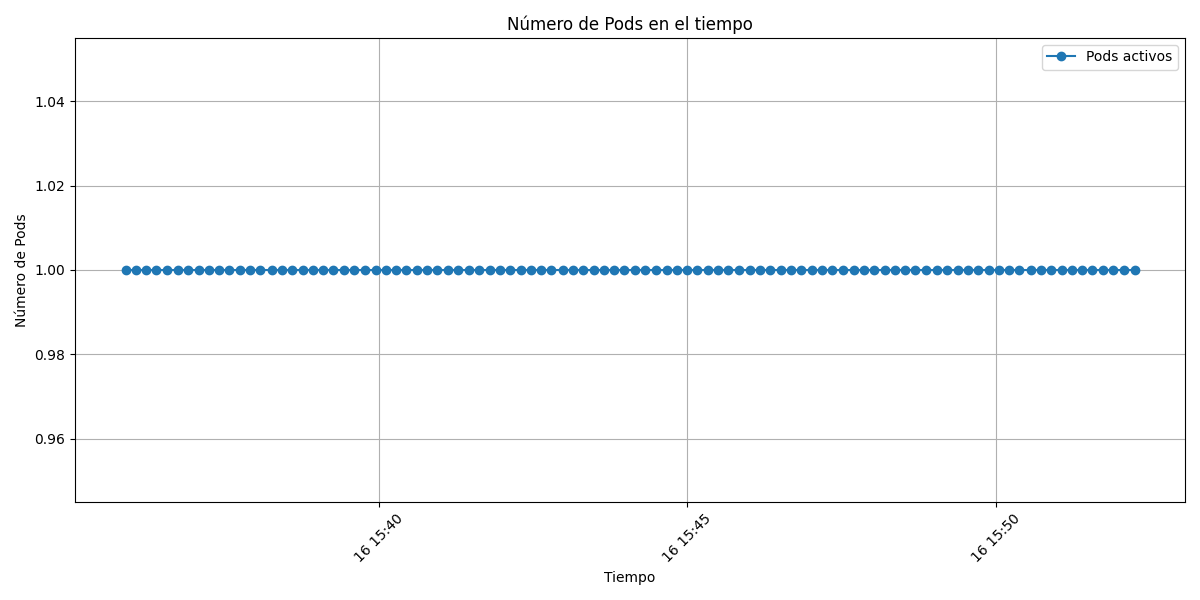 Número de Pods en el tiempo
Pods activos
1.04
1.02
1.00
0.98
0.96
Número de Pods
16 15:40
16 15:45
16 15:50
Tiempo